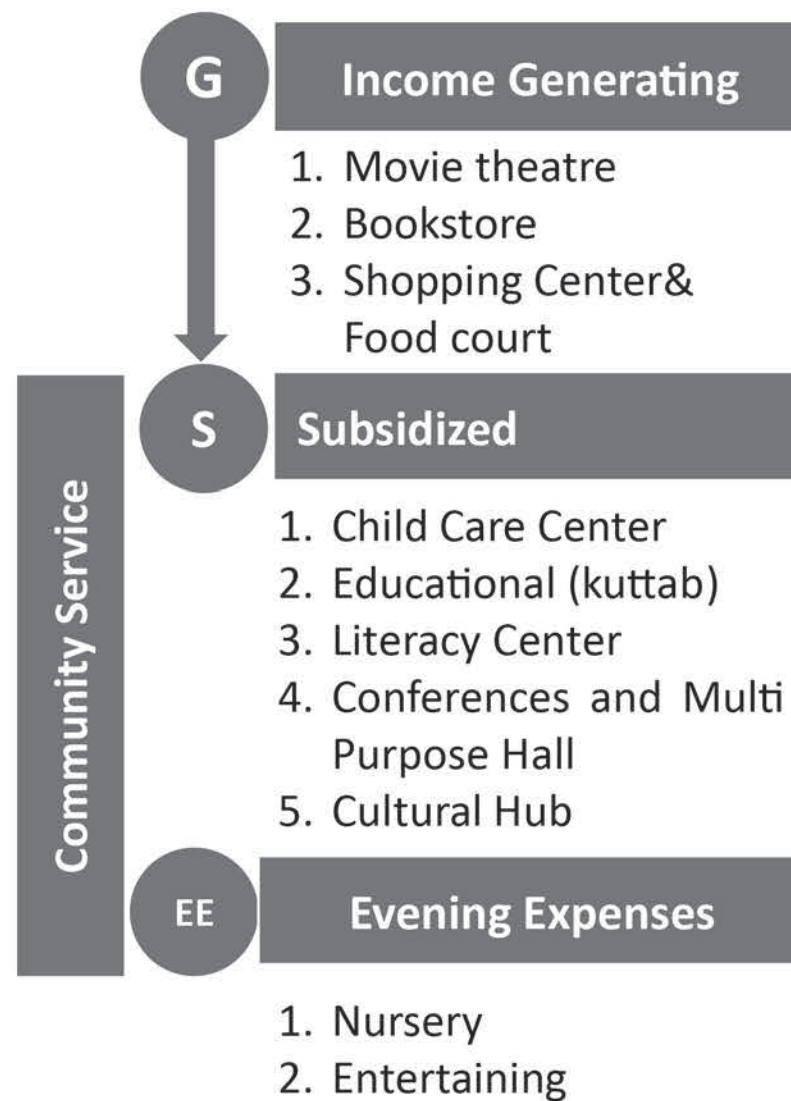 G
Income Generating
1. Movie theatre
2. Bookstore
3. Shopping Center&
Food court
Community Service
S
Subsidized
1. Child Care Center
2. Educational (kuttab)
3. Literacy Center
4. Conferences and Multi
Purpose Hall
5. Cultural Hub
EE
Evening Expenses
1. Nursery
2. Entertaining